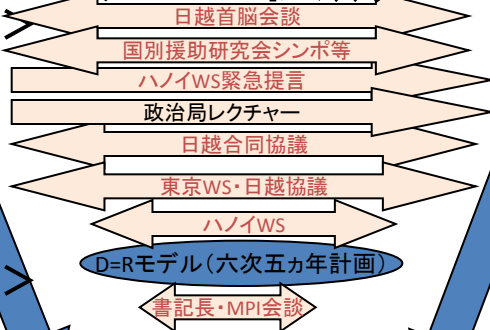 日越首脳会談
国別援助研究会シンポ等
ハノイWS緊急提言
政治局レクチャー
日越合同協議
東京WS・日越協議
ハノイWS
D=Rモデル（六次五ヵ年計画）
書記長・MPI会談